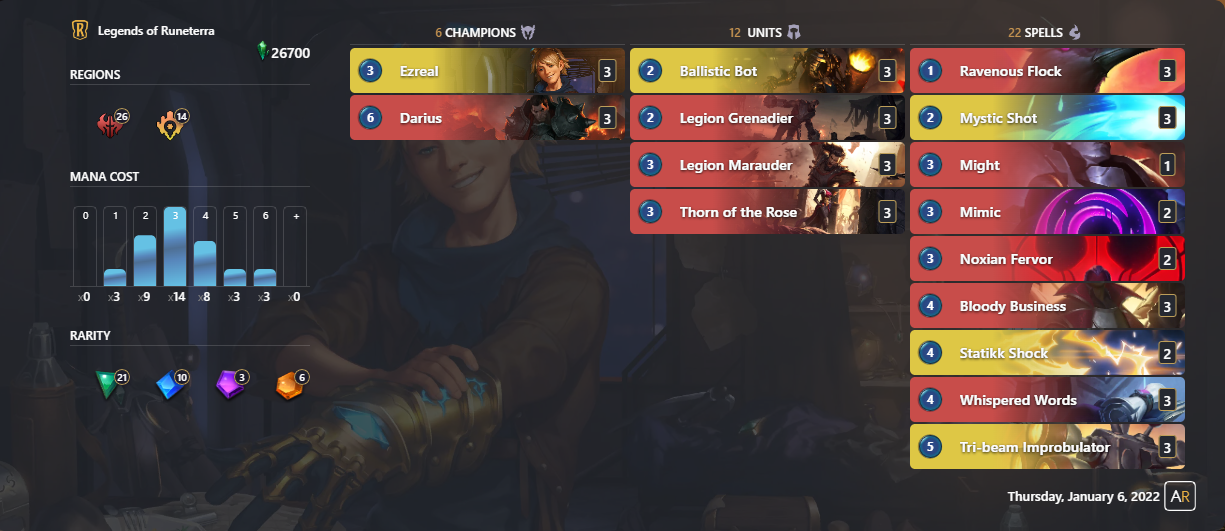 Legends of Runeterra
26700
REGIONS
26
14
MANA COST
0 1 2 3 4 5 6 +
x0 x3 x9 x14 x8 x3 x3 x0
RARITY
21 10 3 6
6 CHAMPIONS
3 Ezreal 3
6 Darius 3
12 UNITS
2 Ballistic Bot 3
2 Legion Grenadier 3
3 Legion Marauder 3
3 Thorn of the Rose 3
22 SPELLS
1 Ravenous Flock 3
2 Mystic Shot 3
3 Might 1
3 Mimic 2
3 Noxian Fervor 2
4 Bloody Business 3
4 Statikk Shock 2
4 Whispered Words 3
5 Tri-beam Improbulator 3
Thursday, January 6, 2022 AR